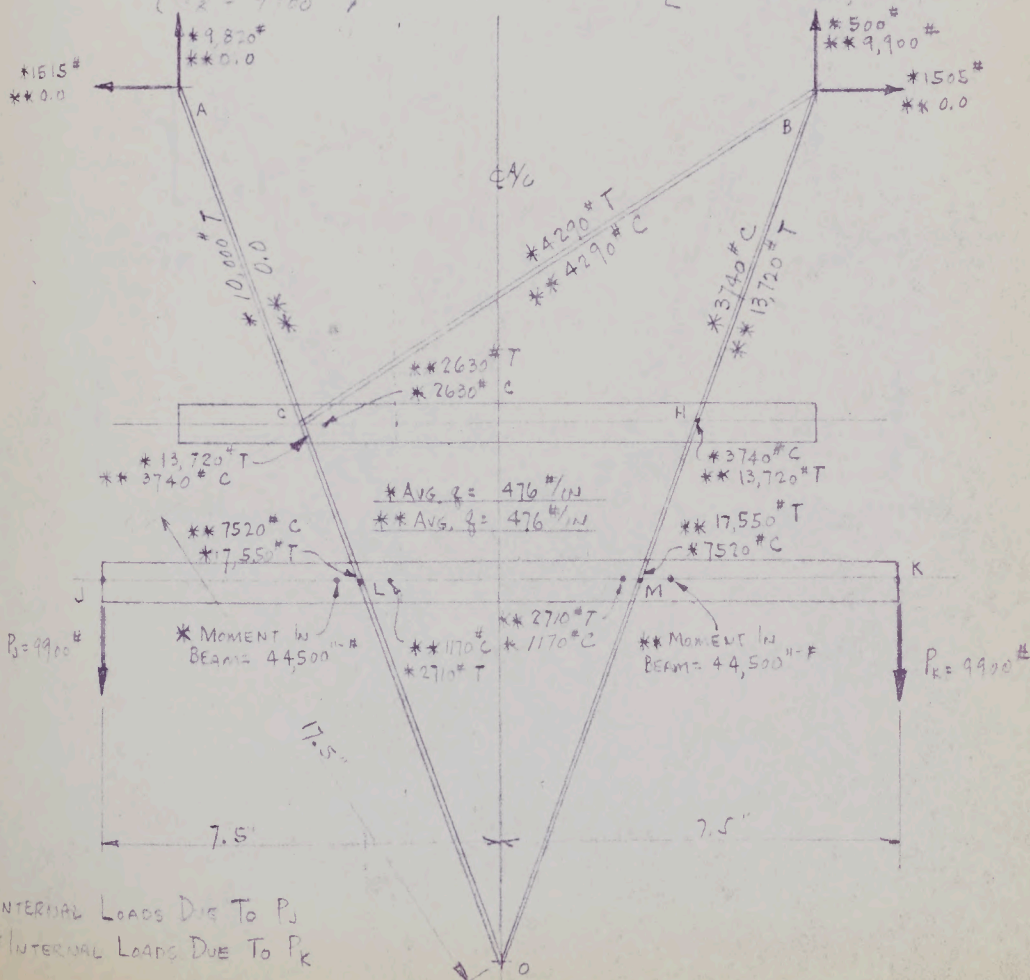 * 9,820#
** 0.0
* 500#
** 9,900#
*1515#
** 0.0
*1505#
** 0.0
A
B
℄ A/C
* 10,000# T
** 0.0
*4290# T
** 4290# C
*3740# C
** 13,720# T
** 2630# T
* 2630# C
C
H
* 13,720# T
** 3740# C
* 3740# C
** 13,720# T
* AVG. q = 476 #/IN
** AVG. q = 476 #/IN
** 7520# C
*17,550# T
** 17,550# T
*7520# C
J
L
M
K
* MOMENT IN
BEAM= 44,500"-#
** 1170# C
* 2710# T
** 2710# T
* 1170# C
** MOMENT IN
BEAM= 44,500"-#
PJ= 9900#
PK= 9900#
17.5"
7.5"
7.5"
INTERNAL LOADS DUE TO PJ
* INTERNAL LOADS DUE TO PK
O